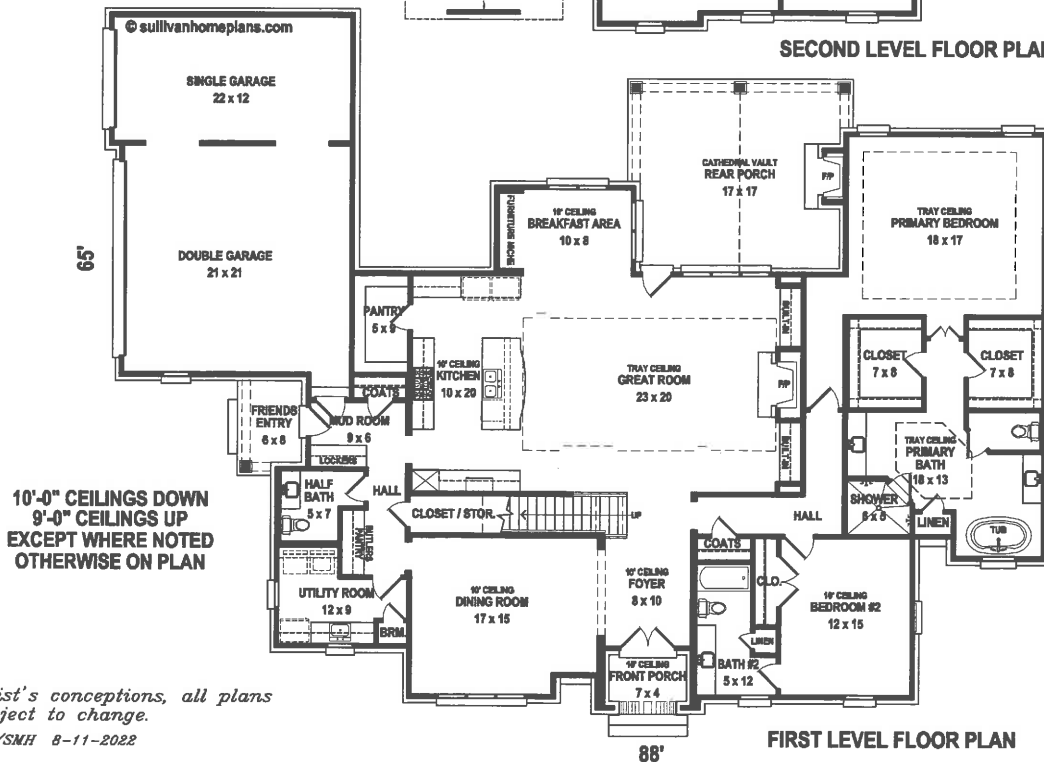 © sullivanhomeplans.com
SECOND LEVEL FLOOR PLAN
SINGLE GARAGE
22 x 12
CATHEDRAL VAULT
REAR PORCH
17 x 17
F/P
TRAY CEILING
PRIMARY BEDROOM
18 x 17
FURNITURE NICHE
10' CEILING
BREAKFAST AREA
10 x 8
65'
DOUBLE GARAGE
21 x 21
PANTRY
5 x 9
BUILT-IN
10' CEILING
KITCHEN
10 x 20
TRAY CEILING
GREAT ROOM
23 x 20
F/P
CLOSET
7 x 8
CLOSET
7 x 8
COATS
FRIENDS
ENTRY
6 x 8
MUD ROOM
9 x 6
LOCKERS
BUILT-IN
TRAY CEILING
PRIMARY
BATH
18 x 13
10'-0" CEILINGS DOWN
9'-0" CEILINGS UP
EXCEPT WHERE NOTED
OTHERWISE ON PLAN
HALF
BATH
5 x 7
HALL
CLOSET / STOR.
UP
HALL
SHOWER
LINEN
TUB
BUTLERS
PANTRY
COATS
UTILITY ROOM
12 x 9
BRM.
10' CEILING
DINING ROOM
17 x 15
10' CEILING
FOYER
8 x 10
CLO.
10' CEILING
BEDROOM #2
12 x 15
LINEN
BATH #2
5 x 12
10' CEILING
FRONT PORCH
7 x 4
ist's conceptions, all plans
ject to change.
/SMH 8-11-2022
88'
FIRST LEVEL FLOOR PLAN